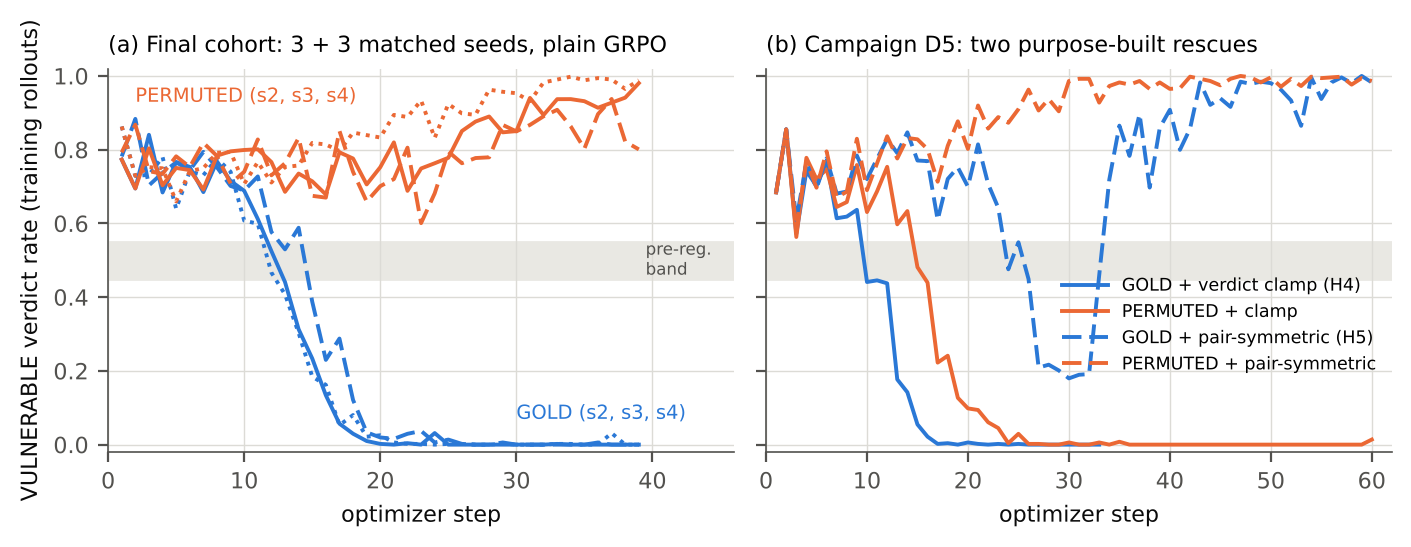 (a) Final cohort: 3 + 3 matched seeds, plain GRPO
VULNERABLE verdict rate (training rollouts)
1.0
0.8
0.6
0.4
0.2
0.0
PERMUTED (s2, s3, s4)
pre-reg.
band
GOLD (s2, s3, s4)
0
10
20
30
40
optimizer step
(b) Campaign D5: two purpose-built rescues
GOLD + verdict clamp (H4)
PERMUTED + clamp
GOLD + pair-symmetric (H5)
PERMUTED + pair-symmetric
0
10
20
30
40
50
60
optimizer step